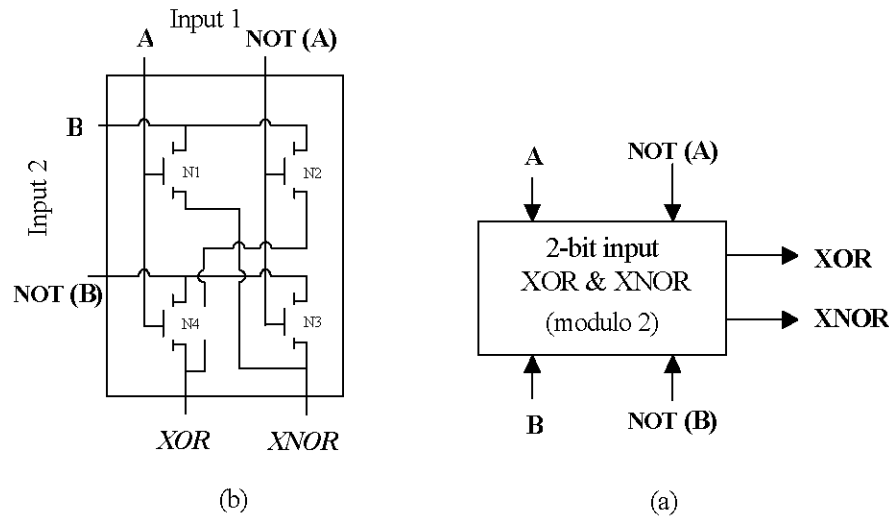 Input 1
A
NOT (A)
B
Input 2
N1
N2
NOT (B)
N4
N3
XOR
XNOR
(b)
A
NOT (A)
2-bit input
XOR & XNOR
(modulo 2)
XOR
XNOR
B
NOT (B)
(a)